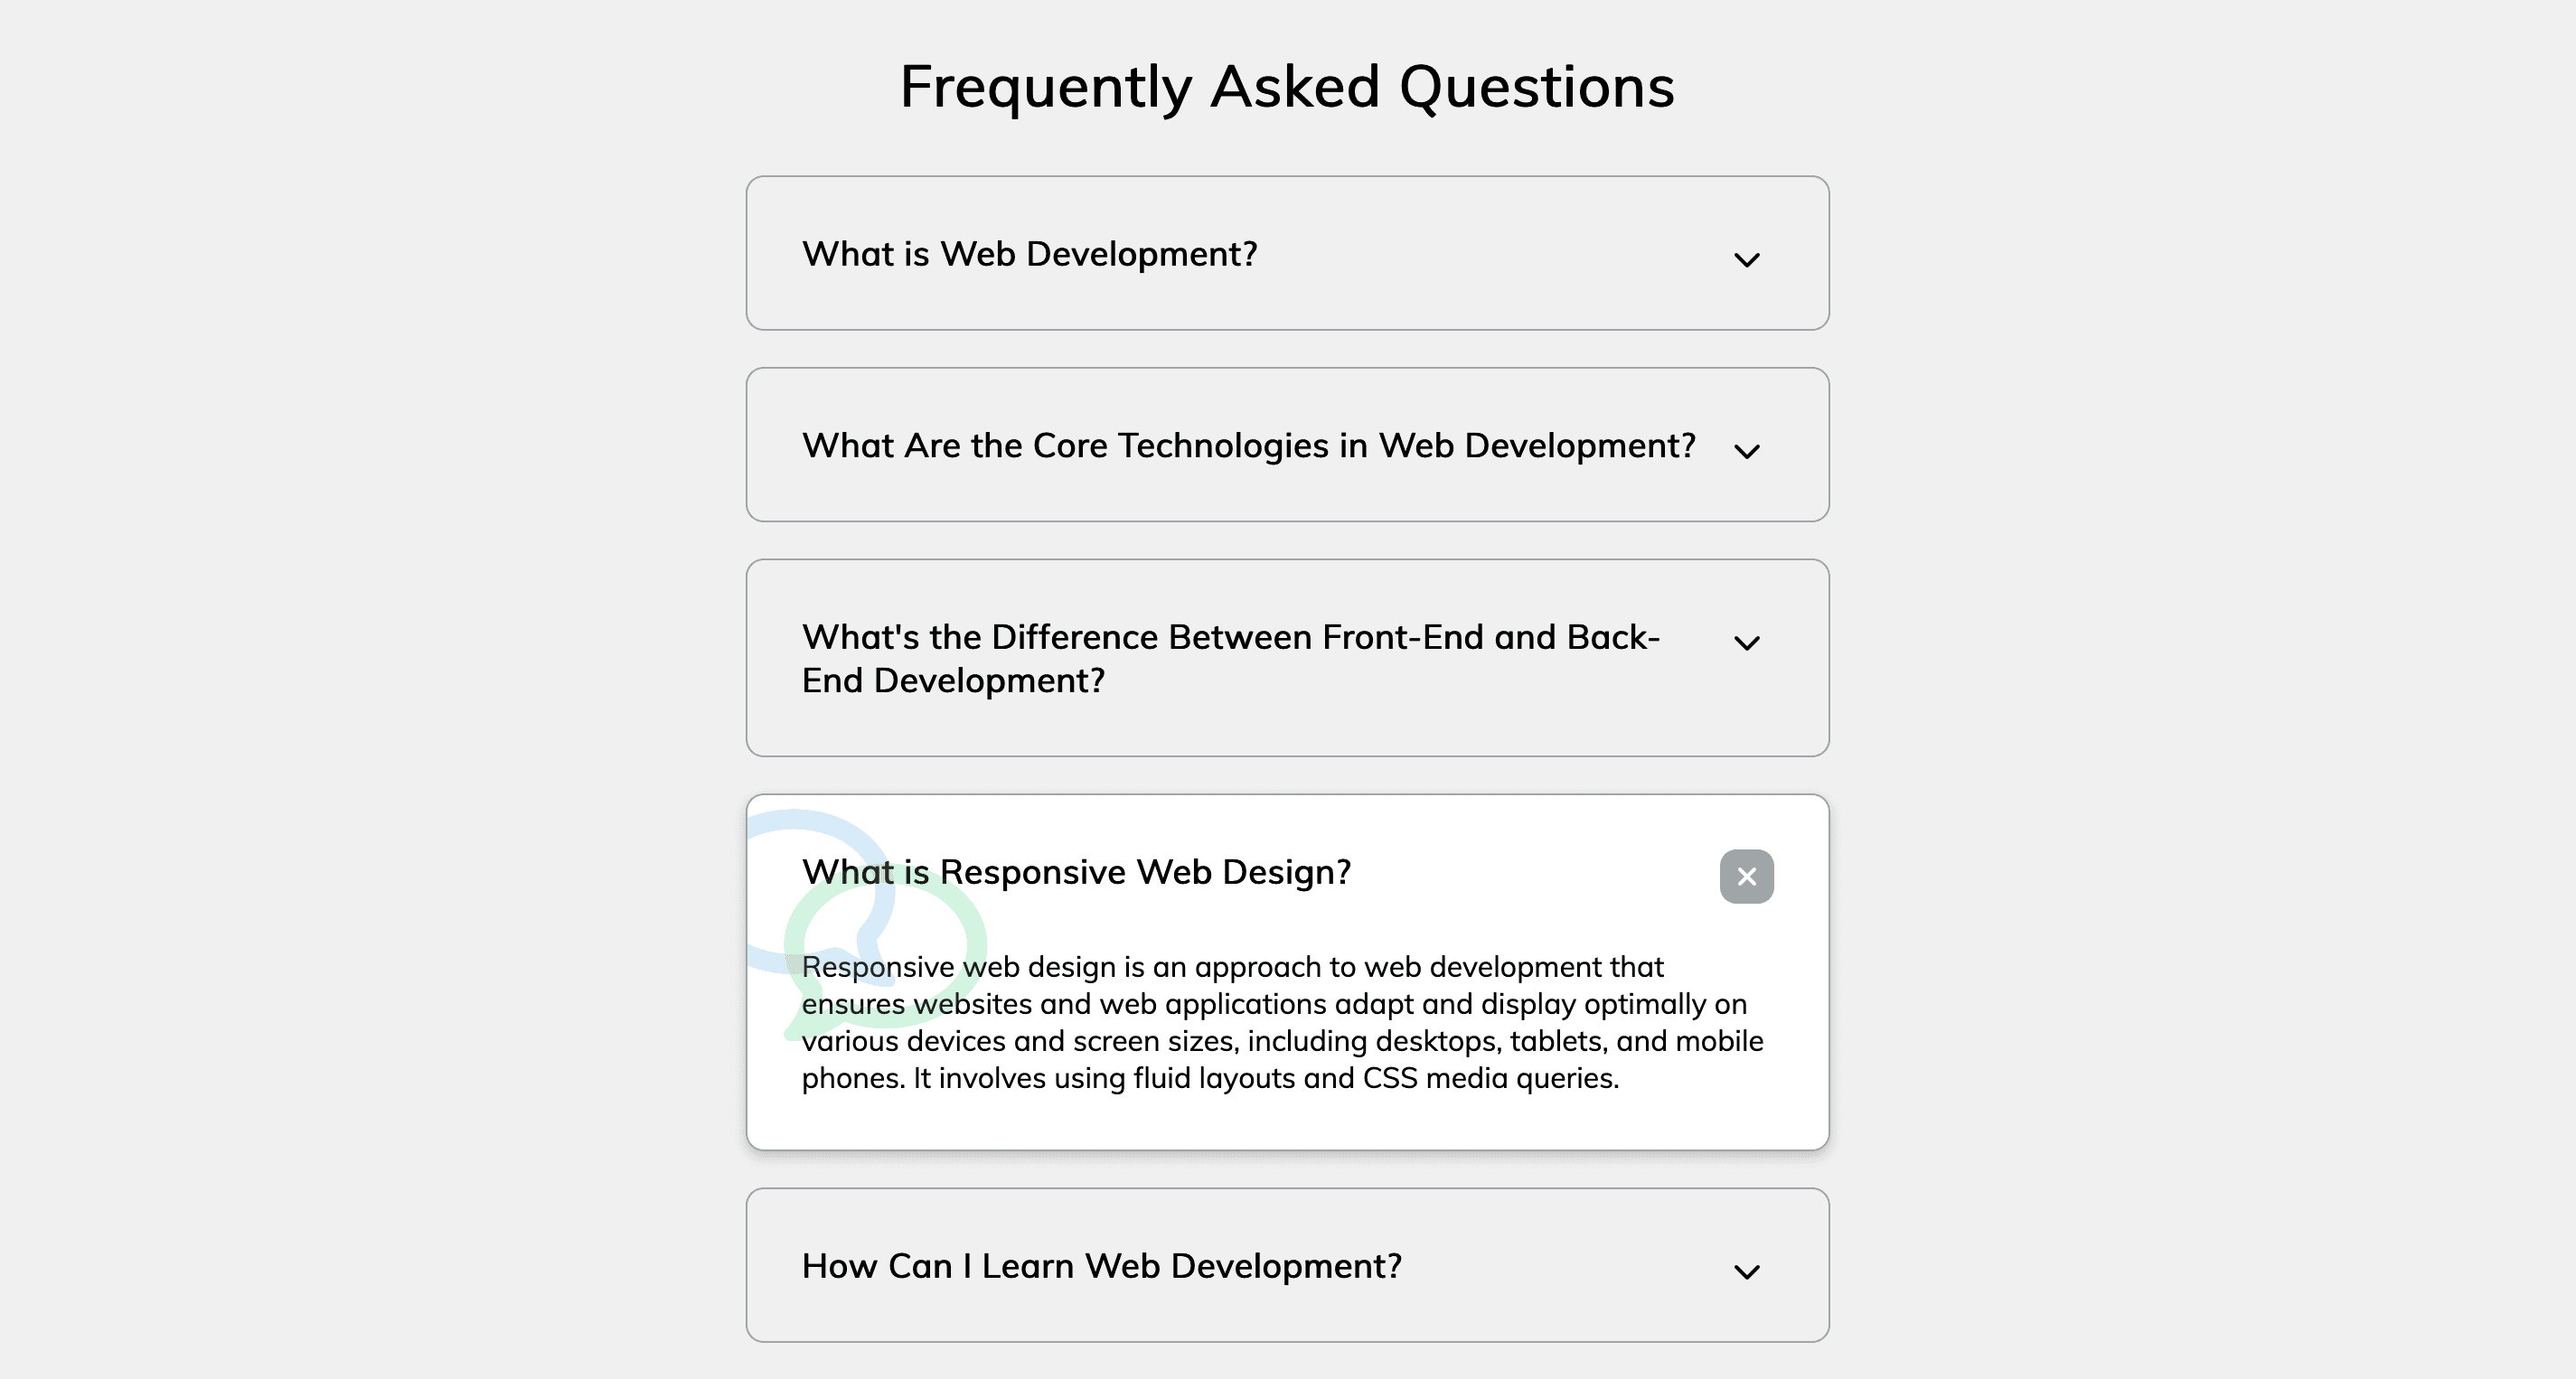 Frequently Asked Questions
What is Web Development?
What Are the Core Technologies in Web Development?
What's the Difference Between Front-End and Back-
End Development?
What is Responsive Web Design?
Responsive web design is an approach to web development that
ensures websites and web applications adapt and display optimally on
various devices and screen sizes, including desktops, tablets, and mobile
phones. It involves using fluid layouts and CSS media queries.
How Can I Learn Web Development?